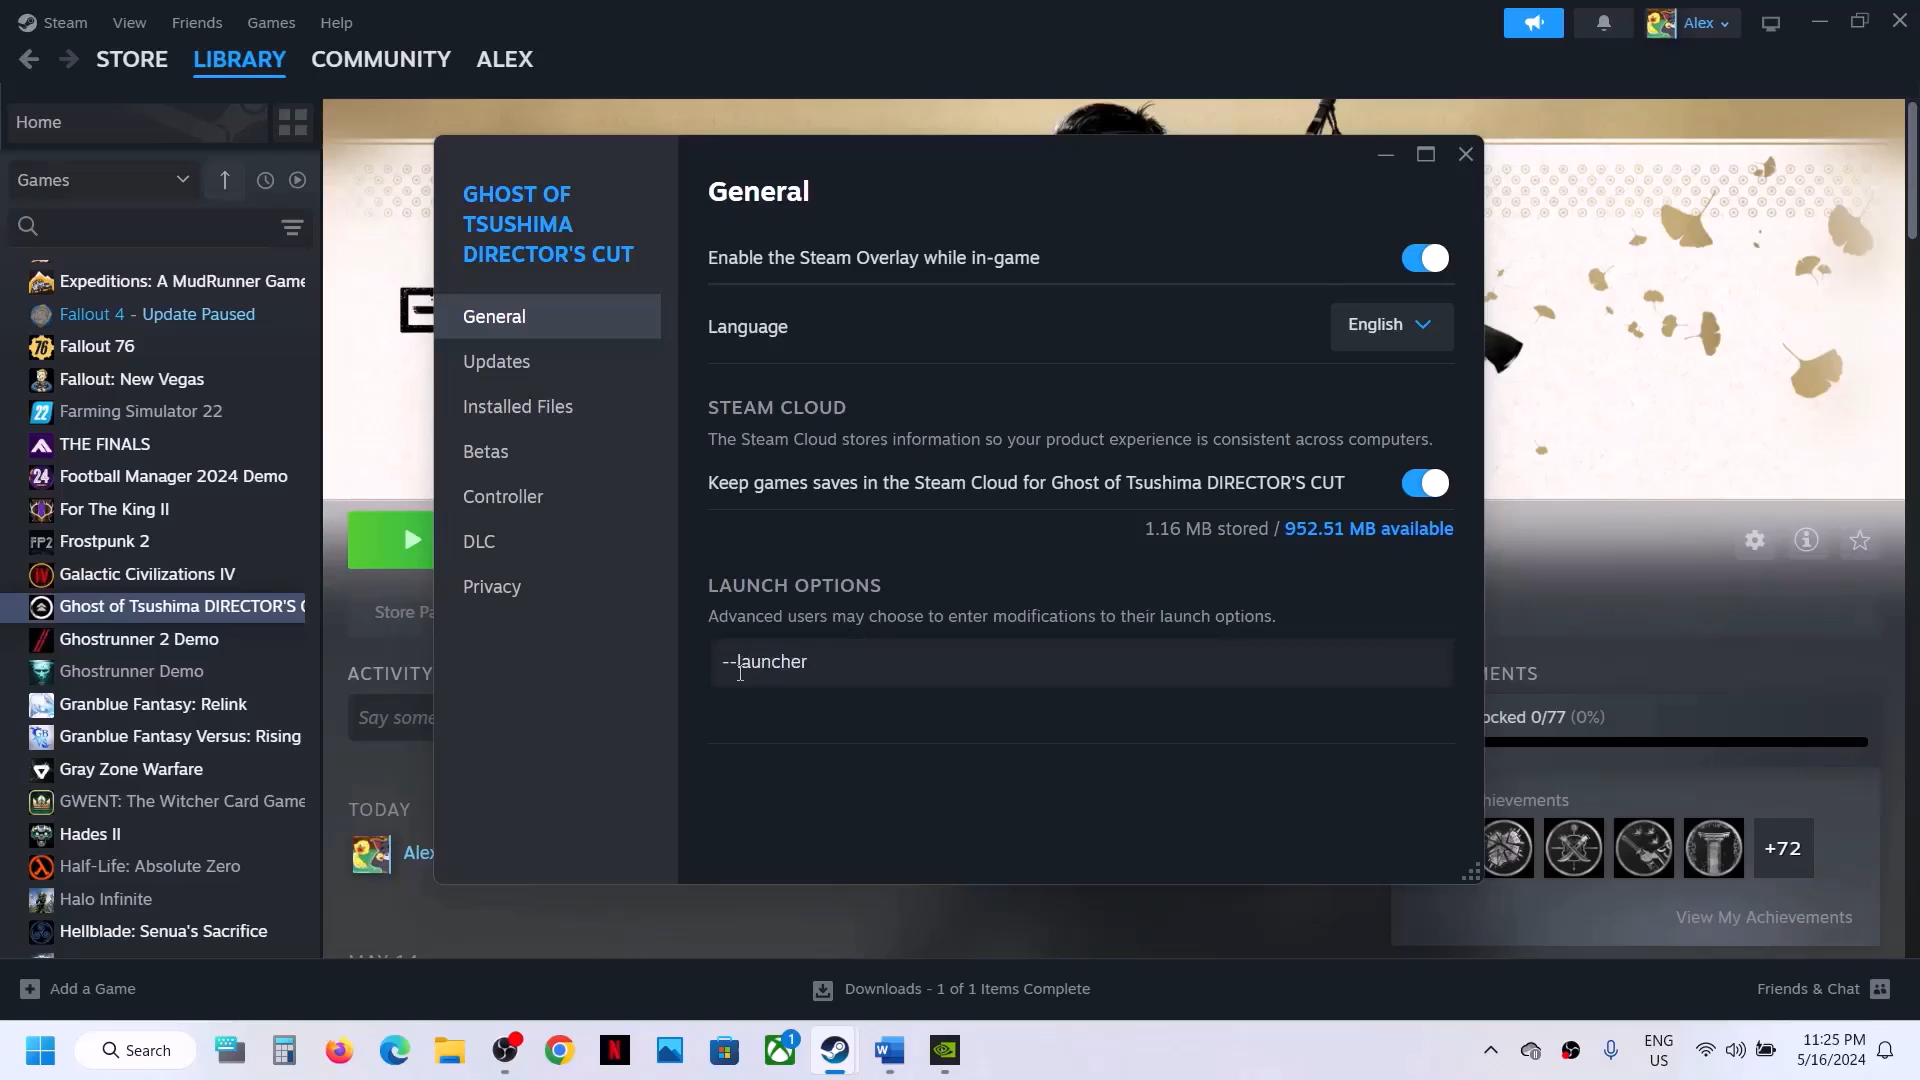 Steam View Friends Games Help
Alex
STORE LIBRARY COMMUNITY ALEX
Home
Games
Expeditions: A MudRunner Game
Fallout 4 - Update Paused
Fallout 76
Fallout: New Vegas
Farming Simulator 22
THE FINALS
Football Manager 2024 Demo
For The King II
Frostpunk 2
Galactic Civilizations IV
Ghost of Tsushima DIRECTOR'S
Ghostrunner 2 Demo
Ghostrunner Demo
Granblue Fantasy: Relink
Granblue Fantasy Versus: Rising
Gray Zone Warfare
GWENT: The Witcher Card Game
Hades II
Half-Life: Absolute Zero
Halo Infinite
Hellblade: Senua's Sacrifice
GHOST OF
TSUSHIMA
DIRECTOR'S CUT
General
Updates
Installed Files
Betas
Controller
DLC
Privacy
General
Enable the Steam Overlay while in-game
Language
English
STEAM CLOUD
The Steam Cloud stores information so your product experience is consistent across computers.
Keep games saves in the Steam Cloud for Ghost of Tsushima DIRECTOR'S CUT
1.16 MB stored / 952.51 MB available
LAUNCH OPTIONS
Advanced users may choose to enter modifications to their launch options.
--launcher
Store Pa
ACTIVITY
Say some
TODAY
Alex
MENTS
ocked 0/77 (0%)
hievements
+72
View My Achievements
Add a Game
Downloads - 1 of 1 Items Complete
Friends & Chat
Search
1
ENG
US
11:25 PM
5/16/2024